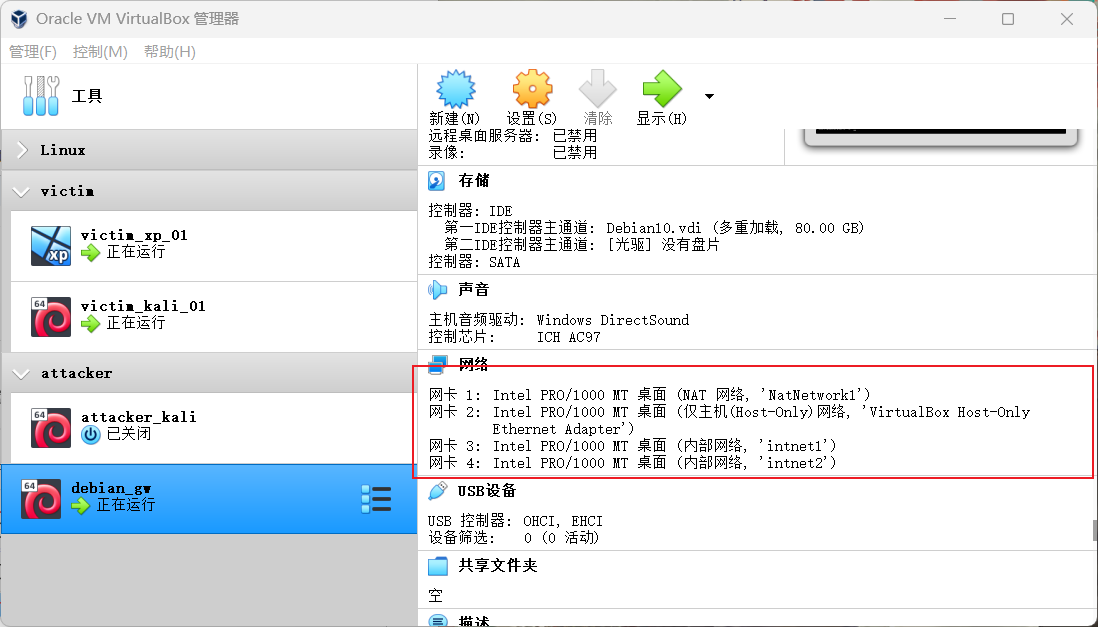 Oracle VM VirtualBox 管理器
管理(F) 控制(M) 帮助(H)
工具
Linux
victim
victim_xp_01
正在运行
64
victim_kali_01
正在运行
attacker
64
attacker_kali
已关闭
64
debian_gw
正在运行
新建(N) 设置(S) 清除 显示(H)
远程桌面服务器: 已禁用
录像: 已禁用
存储
控制器: IDE
第一IDE控制器主通道: Debian10.vdi (多重加载, 80.00 GB)
第二IDE控制器主通道: [光驱] 没有盘片
控制器: SATA
声音
主机音频驱动: Windows DirectSound
控制芯片: ICH AC97
网络
网卡 1: Intel PRO/1000 MT 桌面 (NAT 网络, 'NatNetwork1')
网卡 2: Intel PRO/1000 MT 桌面 (仅主机(Host-Only)网络, 'VirtualBox Host-Only
Ethernet Adapter')
网卡 3: Intel PRO/1000 MT 桌面 (内部网络, 'intnet1')
网卡 4: Intel PRO/1000 MT 桌面 (内部网络, 'intnet2')
USB设备
USB 控制器: OHCI, EHCI
设备筛选: 0 (0 活动)
共享文件夹
空
描述